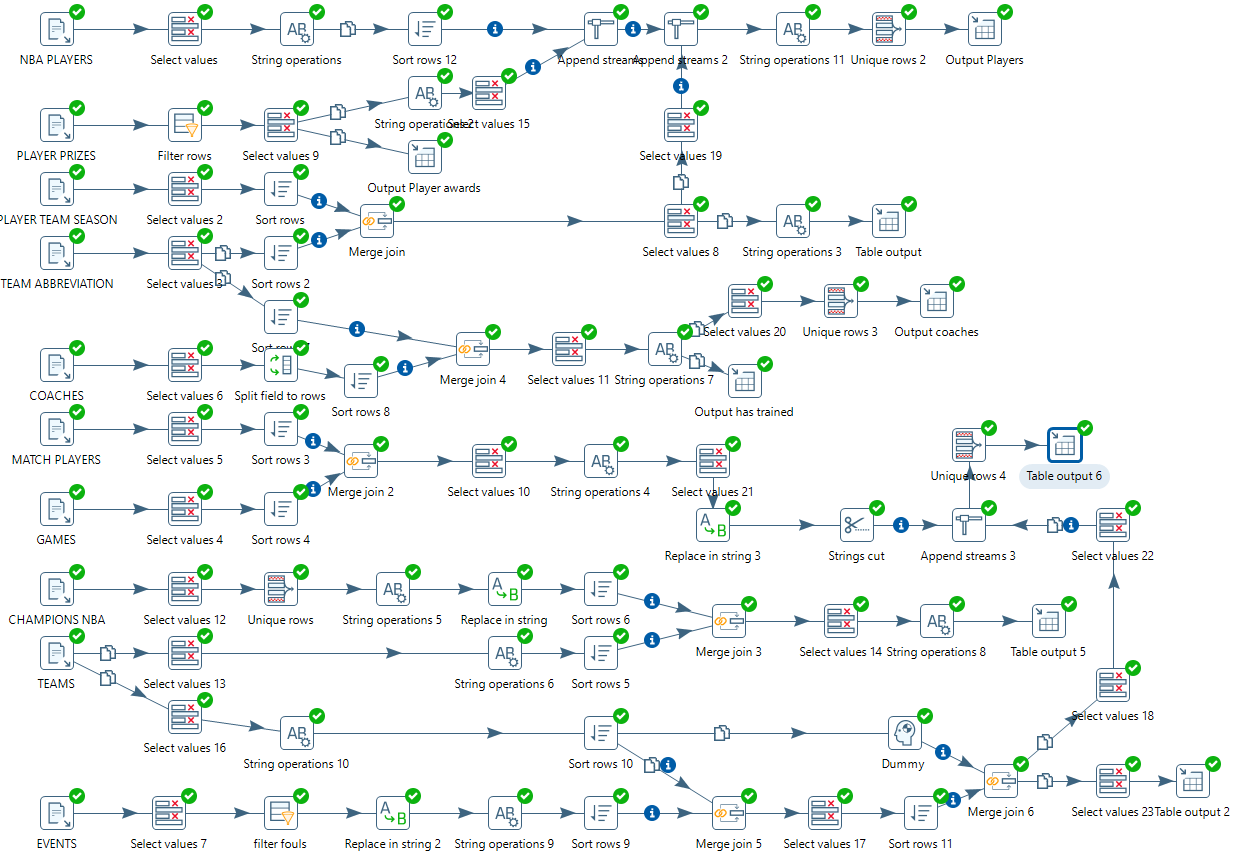 NBA PLAYERS
Select values
String operations
Sort rows 12
Append streams
Append streams 2
String operations 11
Unique rows 2
Output Players
String operations 2
Select values 15
PLAYER PRIZES
Filter rows
Select values 9
Select values 19
Output Player awards
PLAYER TEAM SEASON
Select values 2
Sort rows
Merge join
Select values 8
String operations 3
Table output
TEAM ABBREVIATION
Select values 3
Sort rows 2
Sort rows 7
Select values 20
Unique rows 3
Output coaches
COACHES
Select values 6
Split field to rows
Sort rows 8
Merge join 4
Select values 11
String operations 7
Output has trained
MATCH PLAYERS
Select values 5
Sort rows 3
Merge join 2
Select values 10
String operations 4
Select values 21
Unique rows 4
Table output 6
GAMES
Select values 4
Sort rows 4
Replace in string 3
Strings cut
Append streams 3
Select values 22
CHAMPIONS NBA
Select values 12
Unique rows
String operations 5
Replace in string
Sort rows 6
Merge join 3
Select values 14
String operations 8
Table output 5
TEAMS
Select values 13
String operations 6
Sort rows 5
Select values 18
Select values 16
String operations 10
Sort rows 10
Dummy
Merge join 6
Select values 23
Table output 2
EVENTS
Select values 7
filter fouls
Replace in string 2
String operations 9
Sort rows 9
Merge join 5
Select values 17
Sort rows 11